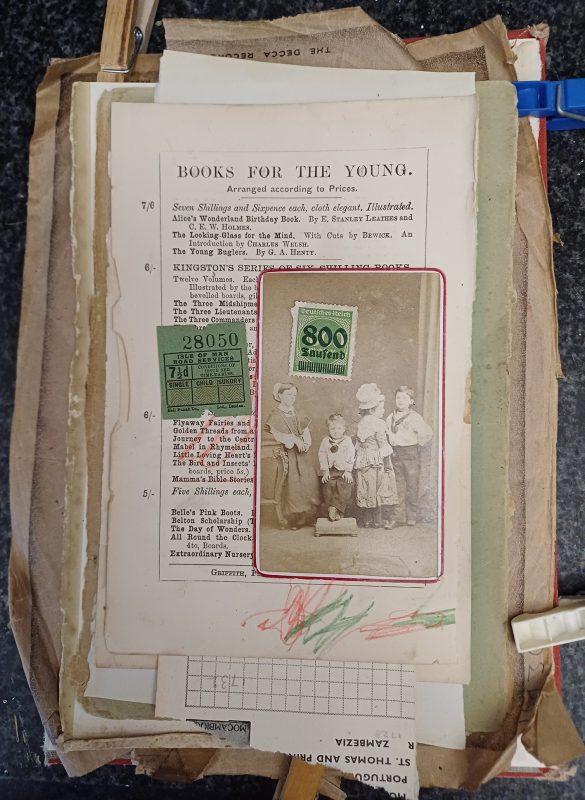 THE DECCA RECORD
BOOKS FOR THE YOUNG.
Arranged according to Prices.
7/6 Seven Shillings and Sixpence each, cloth elegant. Illustrated.
Alice's Wonderland Birthday Book. By E. STANLEY LEATHES and
C. E. W. HOLMES.
The Looking-Glass for the Mind. With Cuts by BEWICK. An
Introduction by CHARLES WELSH.
The Young Buglers. By G. A. HENTY.
6/- KINGSTON'S SERIES OF SIX SHILLING BOOKS
Twelve Volumes. Each
Illustrated by the
bevelled boards,
The Three Midshipme
The Three Lieutenants
The Three Commanders
Deutsches Reich
800
Tausend
28050
ISLE OF MAN
ROAD SERVICES
7½d
SINGLE CHILD SUNDRY
6/-
Flyaway Fairies and
Golden Threads from
Journey to the Centr
Mabel in Rhymeland.
Little Loving Heart's
The Bird and Insects'
boards, price 5s.)
Mamma's Bible Stories
5/- Five Shillings each,
Belle's Pink Boots.
Belton Scholarship
The Day of Wonders.
All Round the Clock
4to, Boards.
Extraordinary Nursery
GRIFFITH,
1731
MOCAMBIQUE
1728
ZAMBEZIA
ST. THOMAS AND PRIN
PORTUGU